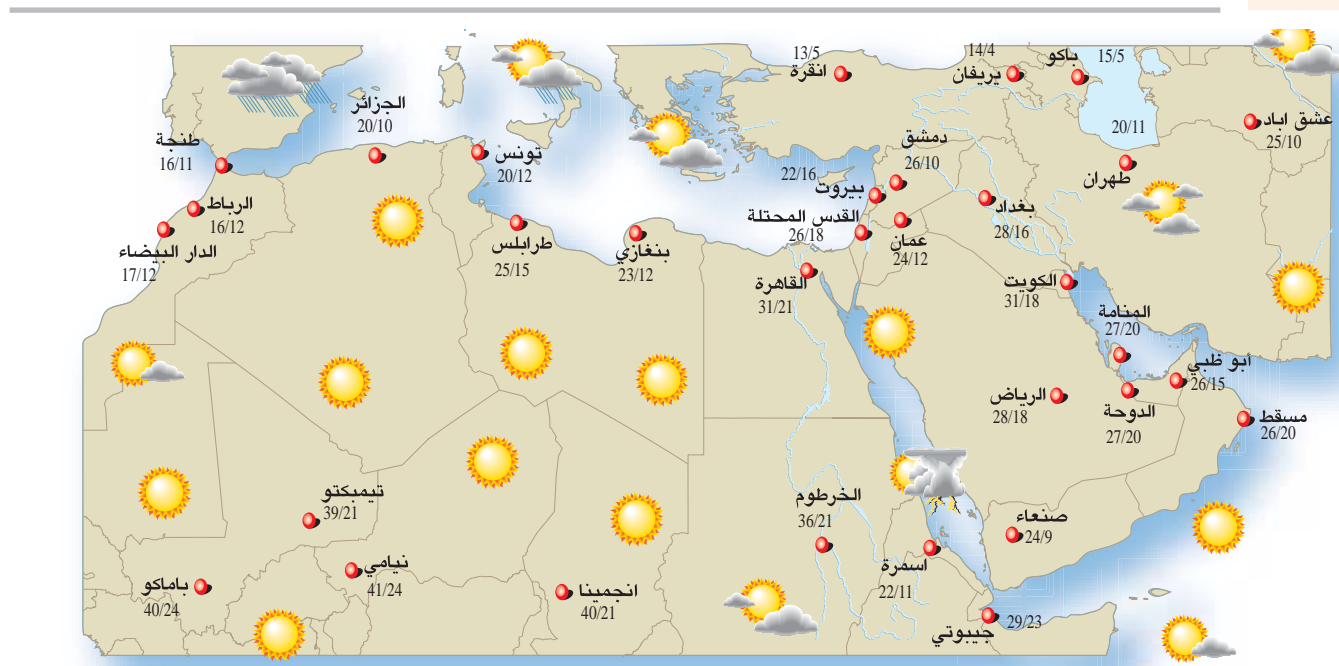 13/5
انقرة
14/4
يريفان
باكو
15/5
عشق اباد
25/10
20/11
طهران
الجزائر
20/10
طنجة
16/11
تونس
20/12
دمشق
26/10
22/16
بيروت
الرباط
16/12
الدار البيضاء
17/12
طرابلس
25/15
بنغازي
23/12
القدس المحتلة
26/18
عمان
24/12
بغداد
28/16
القاهرة
31/21
الكويت
31/18
المنامة
27/20
أبو ظبي
26/15
الرياض
28/18
الدوحة
27/20
مسقط
26/20
تيمبكتو
39/21
الخرطوم
36/21
صنعاء
24/9
باماكو
40/24
نيامي
41/24
انجمينا
40/21
اسمرة
22/11
29/23
جيبوتي